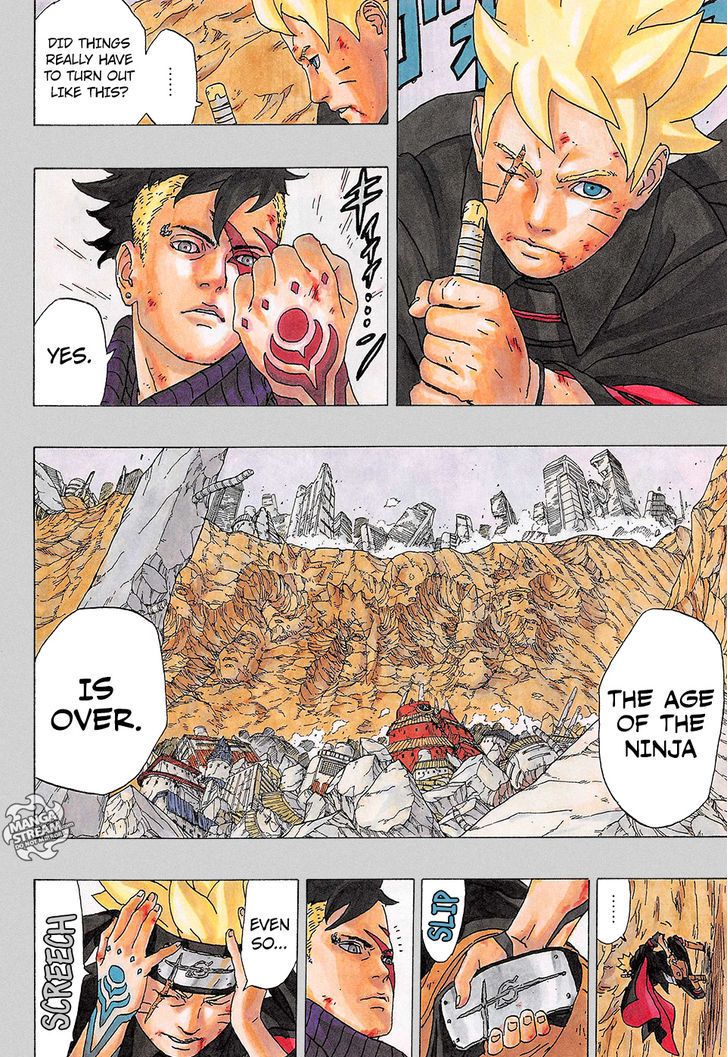 ........
DID THINGS
REALLY HAVE
TO TURN OUT
LIKE THIS?
YES.
THE AGE
OF THE
NINJA
IS
OVER.
MANGA
STREAM
......
SLIP
EVEN
SO...
SCREECH